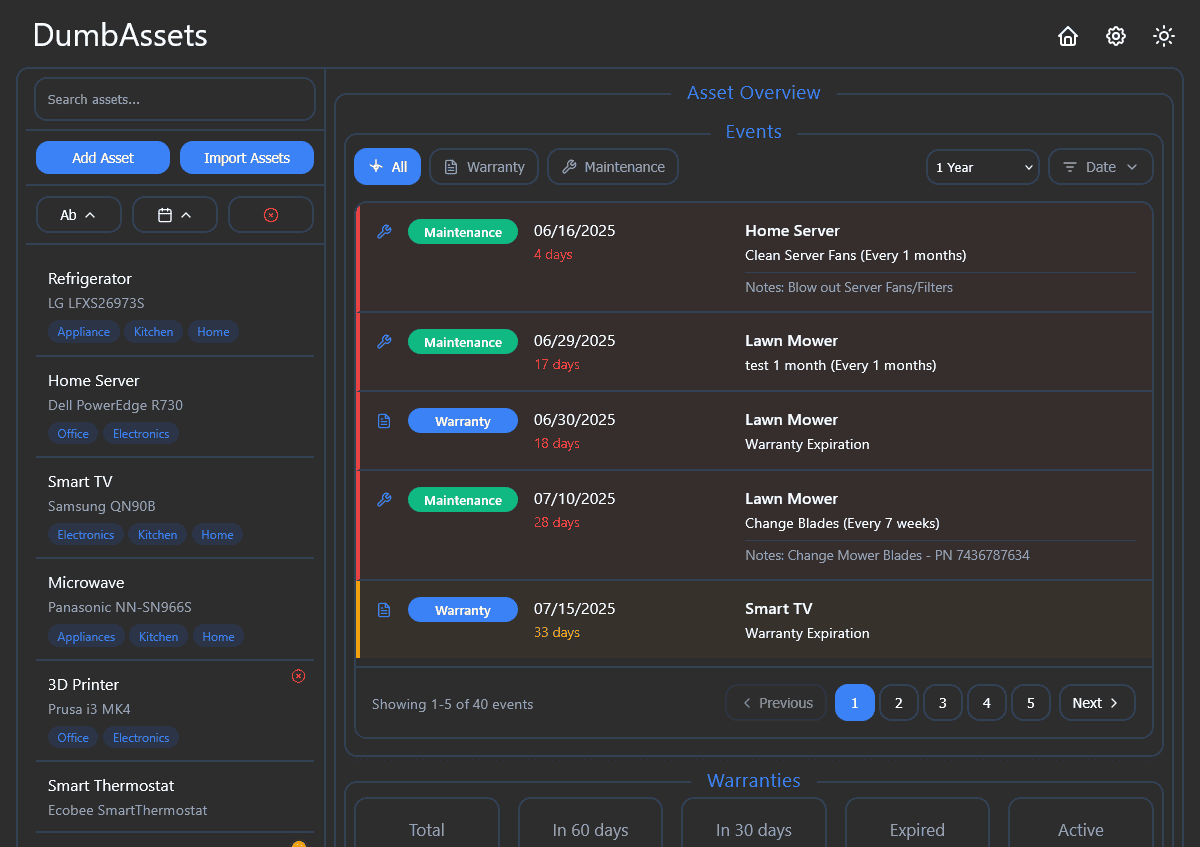 DumbAssets
Search assets...
Add Asset
Import Assets
Ab
Refrigerator
LG LFXS26973S
Appliance Kitchen Home
Home Server
Dell PowerEdge R730
Office Electronics
Smart TV
Samsung QN90B
Electronics Kitchen Home
Microwave
Panasonic NN-SN966S
Appliances Kitchen Home
3D Printer
Prusa i3 MK4
Office Electronics
Smart Thermostat
Ecobee SmartThermostat
Asset Overview
Events
All Warranty Maintenance 1 Year Date
Maintenance 06/16/2025 Home Server
4 days Clean Server Fans (Every 1 months)
Notes: Blow out Server Fans/Filters
Maintenance 06/29/2025 Lawn Mower
17 days test 1 month (Every 1 months)
Warranty 06/30/2025 Lawn Mower
18 days Warranty Expiration
Maintenance 07/10/2025 Lawn Mower
28 days Change Blades (Every 7 weeks)
Notes: Change Mower Blades - PN 7436787634
Warranty 07/15/2025 Smart TV
33 days Warranty Expiration
Showing 1-5 of 40 events Previous 1 2 3 4 5 Next
Warranties
Total In 60 days In 30 days Expired Active